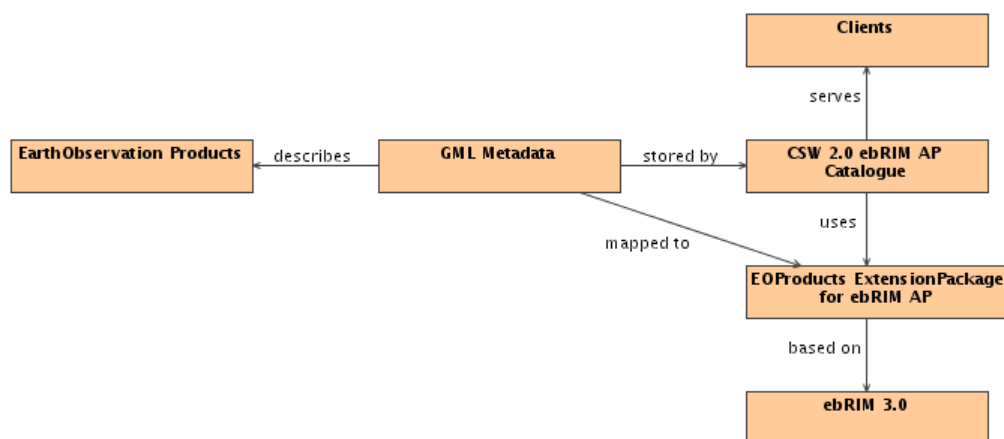 Clients
serves
EarthObservation Products
describes
GML Metadata
stored by
CSW 2.0 ebRIM AP
Catalogue
uses
mapped to
EOProducts ExtensionPackage
for ebRIM AP
based on
ebRIM 3.0